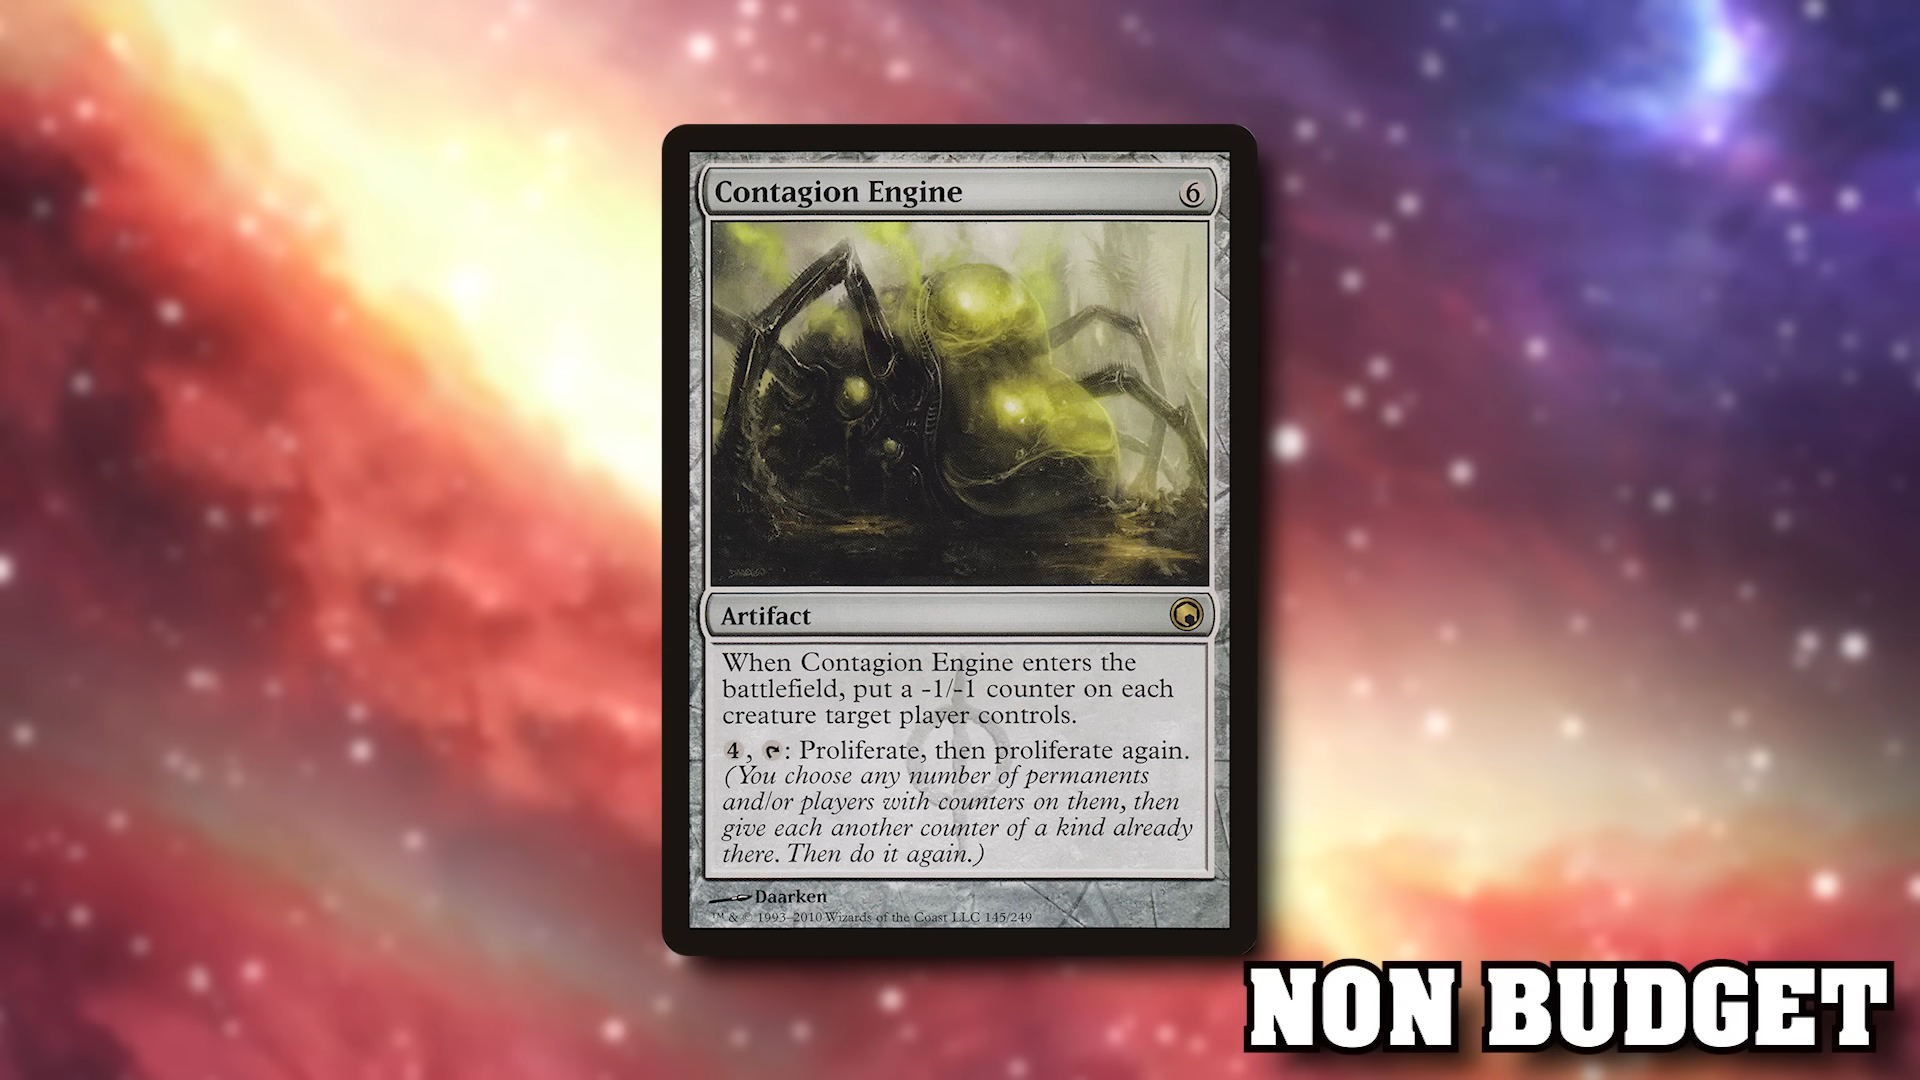 Contagion Engine 6
Artifact
When Contagion Engine enters the
battlefield, put a -1/-1 counter on each
creature target player controls.
4, : Proliferate, then proliferate again.
(You choose any number of permanents
and/or players with counters on them, then
give each another counter of a kind already
there. Then do it again.)
Daarken
™ & © 1993–2010 Wizards of the Coast LLC 145/249
NON BUDGET